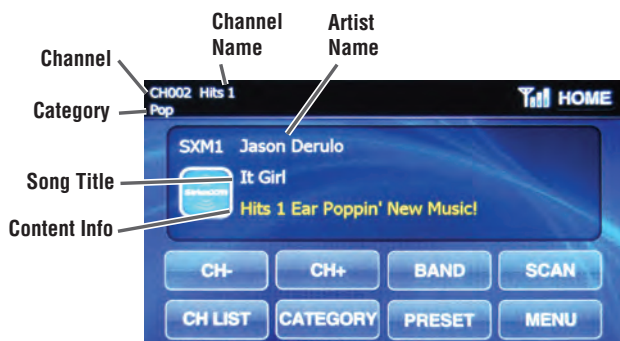 Channel Name
Artist Name
Channel
CH002 Hits 1
HOME
Category
Pop
SXM1 Jason Derulo
Song Title
It Girl
SiriusXM
Content Info
Hits 1 Ear Poppin' New Music!
CH-
CH+
BAND
SCAN
CH LIST
CATEGORY
PRESET
MENU